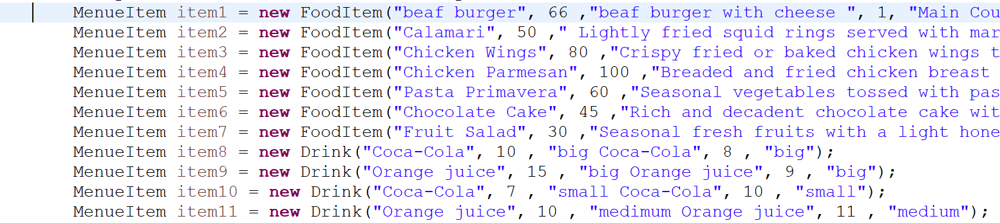 MenueItem item1 = new FoodItem("beaf burger", 66 ,"beaf burger with cheese ", 1, "Main Cou
MenueItem item2 = new FoodItem("Calamari", 50 ," Lightly fried squid rings served with mar
MenueItem item3 = new FoodItem("Chicken Wings", 80 ,"Crispy fried or baked chicken wings t
MenueItem item4 = new FoodItem("Chicken Parmesan", 100 ,"Breaded and fried chicken breast
MenueItem item5 = new FoodItem("Pasta Primavera", 60 ,"Seasonal vegetables tossed with pas
MenueItem item6 = new FoodItem("Chocolate Cake", 45 ,"Rich and decadent chocolate cake wit
MenueItem item7 = new FoodItem("Fruit Salad", 30 ,"Seasonal fresh fruits with a light hone
MenueItem item8 = new Drink("Coca-Cola", 10 , "big Coca-Cola", 8 , "big");
MenueItem item9 = new Drink("Orange juice", 15 , "big Orange juice", 9 , "big");
MenueItem item10 = new Drink("Coca-Cola", 7 , "small Coca-Cola", 10 , "small");
MenueItem item11 = new Drink("Orange juice", 10 , "medimum Orange juice", 11 , "medium");